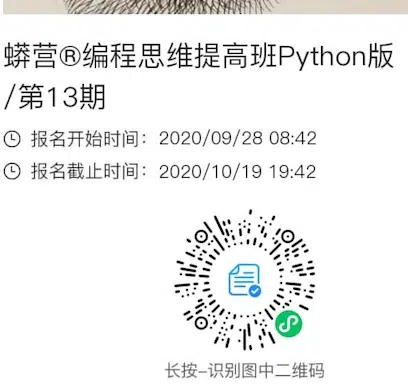 蟒营®编程思维提高班Python版
/第13期
报名开始时间：2020/09/28 08:42
报名截止时间：2020/10/19 19:42
长按-识别图中二维码